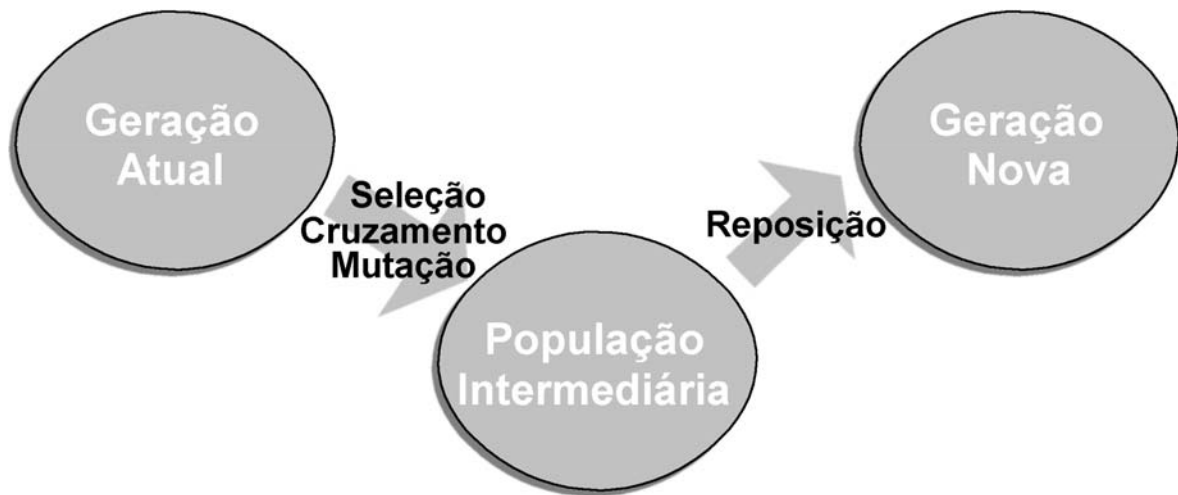 Geração
Atual
Seleção
Cruzamento
Mutação
População
Intermediária
Reposição
Geração
Nova